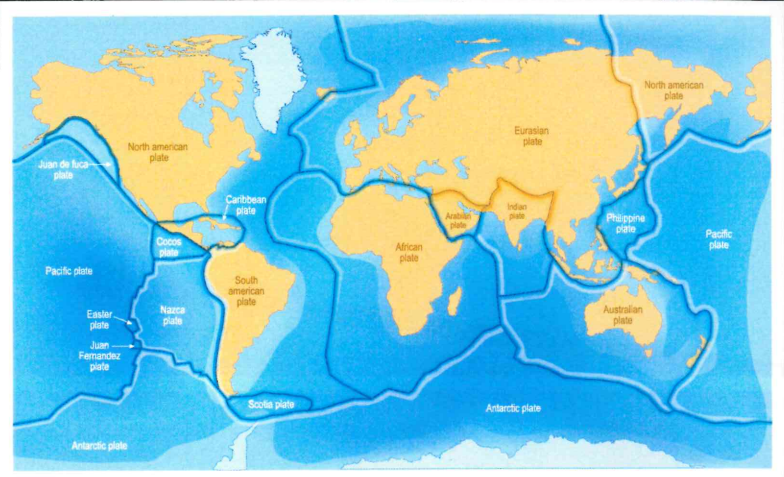 North american
plate
North american
plate
Eurasian
plate
Juan de fuca
plate
Caribbean
plate
Arabian
plate
Indian
plate
Philippine
plate
Pacific
plate
Cocos
plate
African
plate
Pacific plate
South
american
plate
Nazca
plate
Easter
plate
Australian
plate
Juan
Fernandez
plate
Scotia plate
Antarctic plate
Antarctic plate